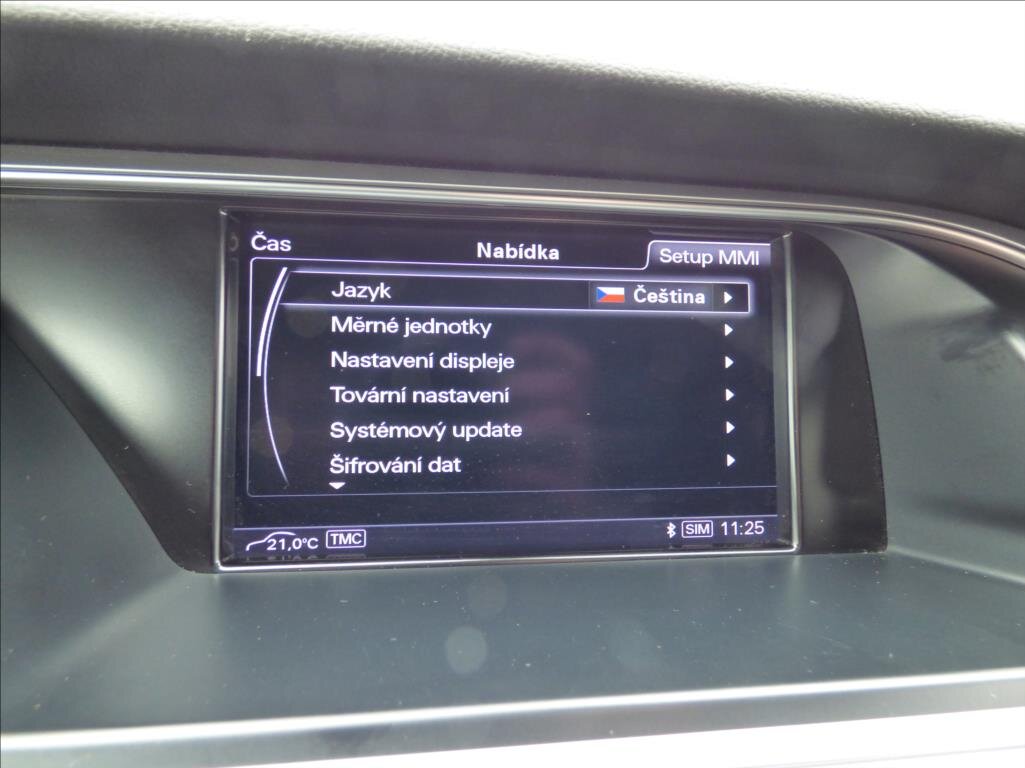 Čas
Nabídka
Setup MMI
Jazyk Čeština
Měrné jednotky
Nastavení displeje
Tovární nastavení
Systémový update
Šifrování dat
21,0°C TMC SIM 11:25